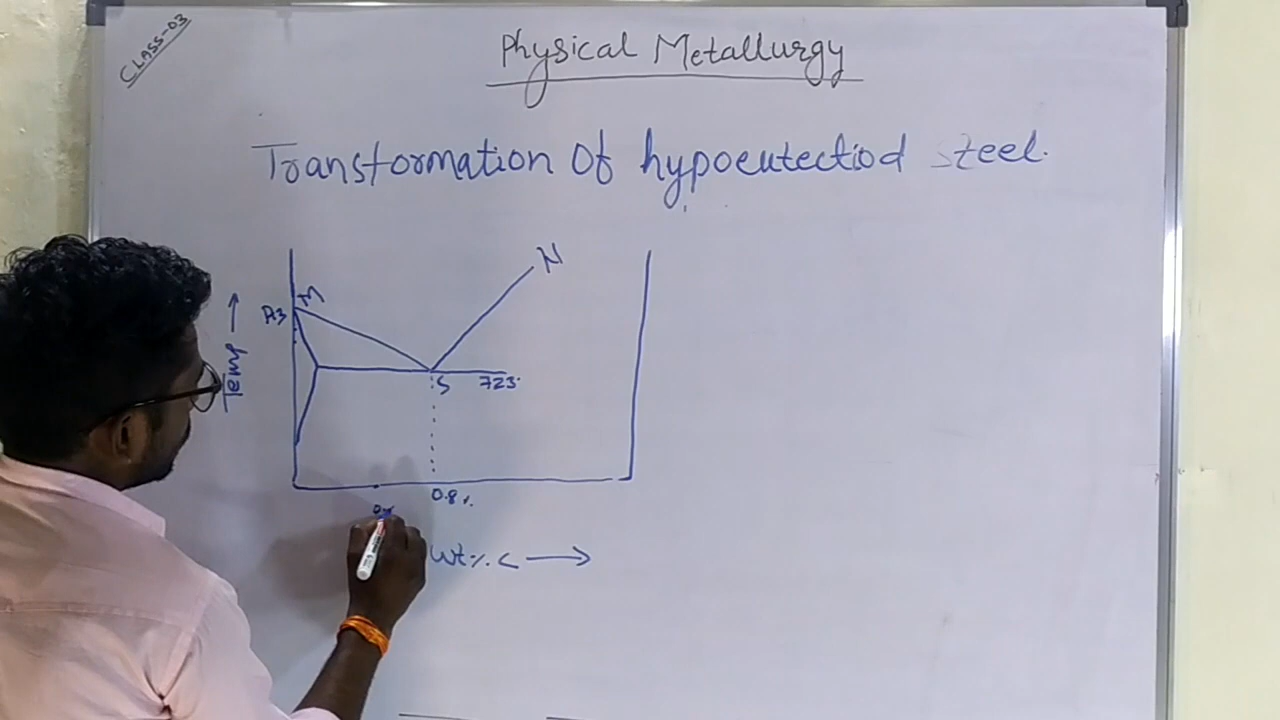 CLASS-03
Physical Metallurgy
Transformation Of hypoeutectiod steel.
N
M
A3
Temp
S
723°
0.8%
Wt%.C